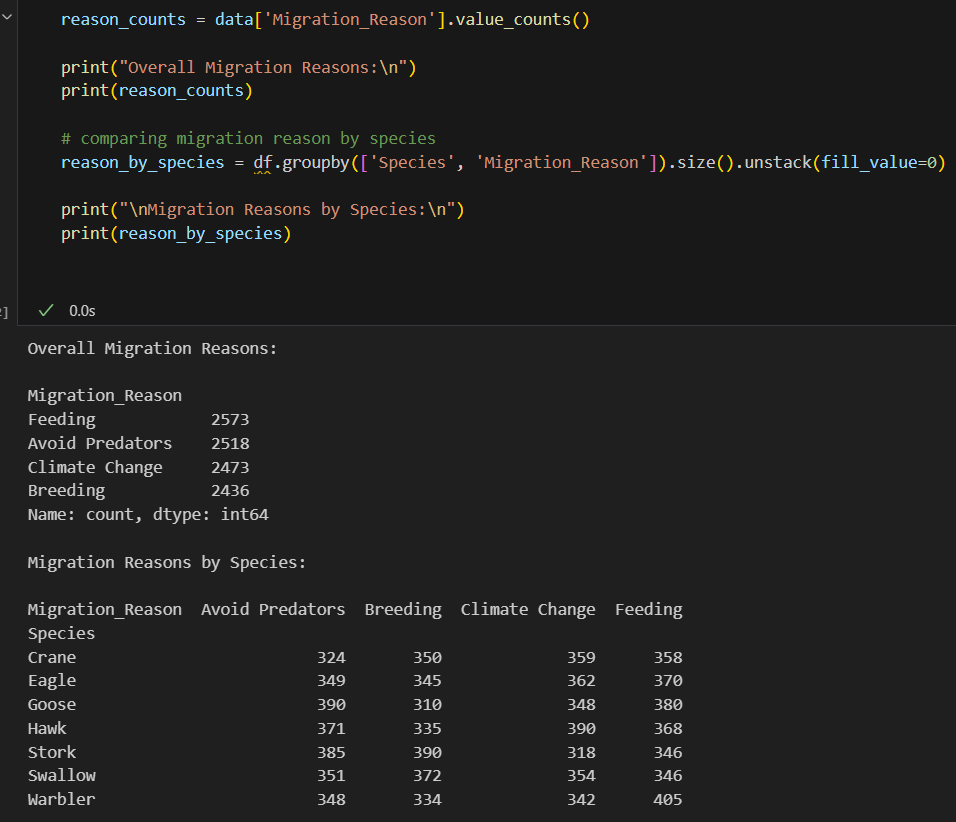 reason_counts = data['Migration_Reason'].value_counts()
print("Overall Migration Reasons:\n")
print(reason_counts)
# comparing migration reason by species
reason_by_species = df.groupby(['Species', 'Migration_Reason']).size().unstack(fill_value=0)
print("\nMigration Reasons by Species:\n")
print(reason_by_species)
] ✓ 0.0s
Overall Migration Reasons:
Migration_Reason
Feeding 2573
Avoid Predators 2518
Climate Change 2473
Breeding 2436
Name: count, dtype: int64
Migration Reasons by Species:
Migration_Reason Avoid Predators Breeding Climate Change Feeding
Species
Crane 324 350 359 358
Eagle 349 345 362 370
Goose 390 310 348 380
Hawk 371 335 390 368
Stork 385 390 318 346
Swallow 351 372 354 346
Warbler 348 334 342 405